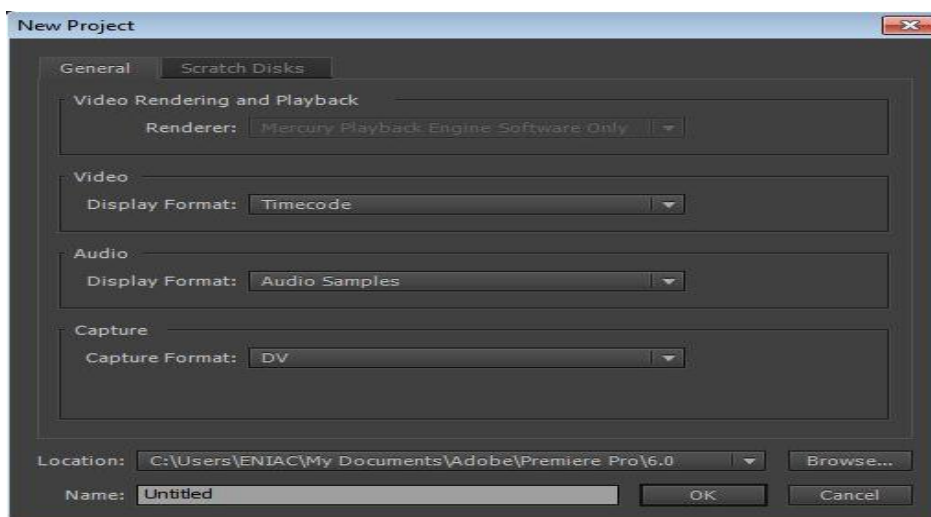 New Project
General Scratch Disks
Video Rendering and Playback
Renderer: Mercury Playback Engine Software Only
Video
Display Format: Timecode
Audio
Display Format: Audio Samples
Capture
Capture Format: DV
Location: C:\Users\ENIAC\My Documents\Adobe\Premiere Pro\6.0 Browse...
Name: Untitled OK Cancel